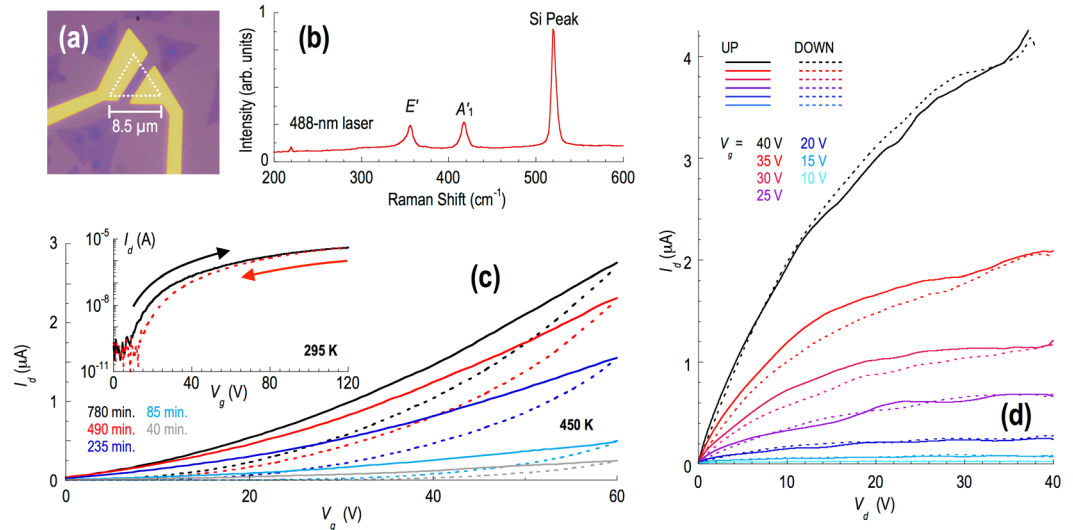 (a)
8.5 µm
(b)
Intensity (arb. units)
1
0
488-nm laser
E'
A'1
Si Peak
200 300 400 500 600
Raman Shift (cm-1)
(c)
Id (µA)
3
2
1
0
0 20 40 60
Vg (V)
450 K
780 min. 85 min.
490 min. 40 min.
235 min.
Id (A)
10-5
10-8
10-11
0 40 80 120
Vg (V)
295 K
(d)
UP DOWN
Vg = 40 V 20 V
35 V 15 V
30 V 10 V
25 V
Id (µA)
4
3
2
1
0
0 10 20 30 40
Vd (V)